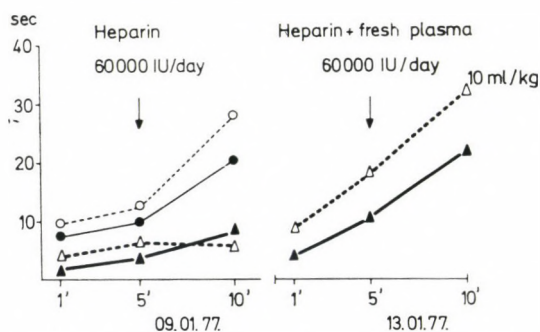 sec
Heparin
60000 IU/day
Heparin + fresh plasma
60000 IU/day
10 ml/kg
40
30
20
10
1' 5' 10'
09.01.77.
1' 5' 10'
13.01.77.